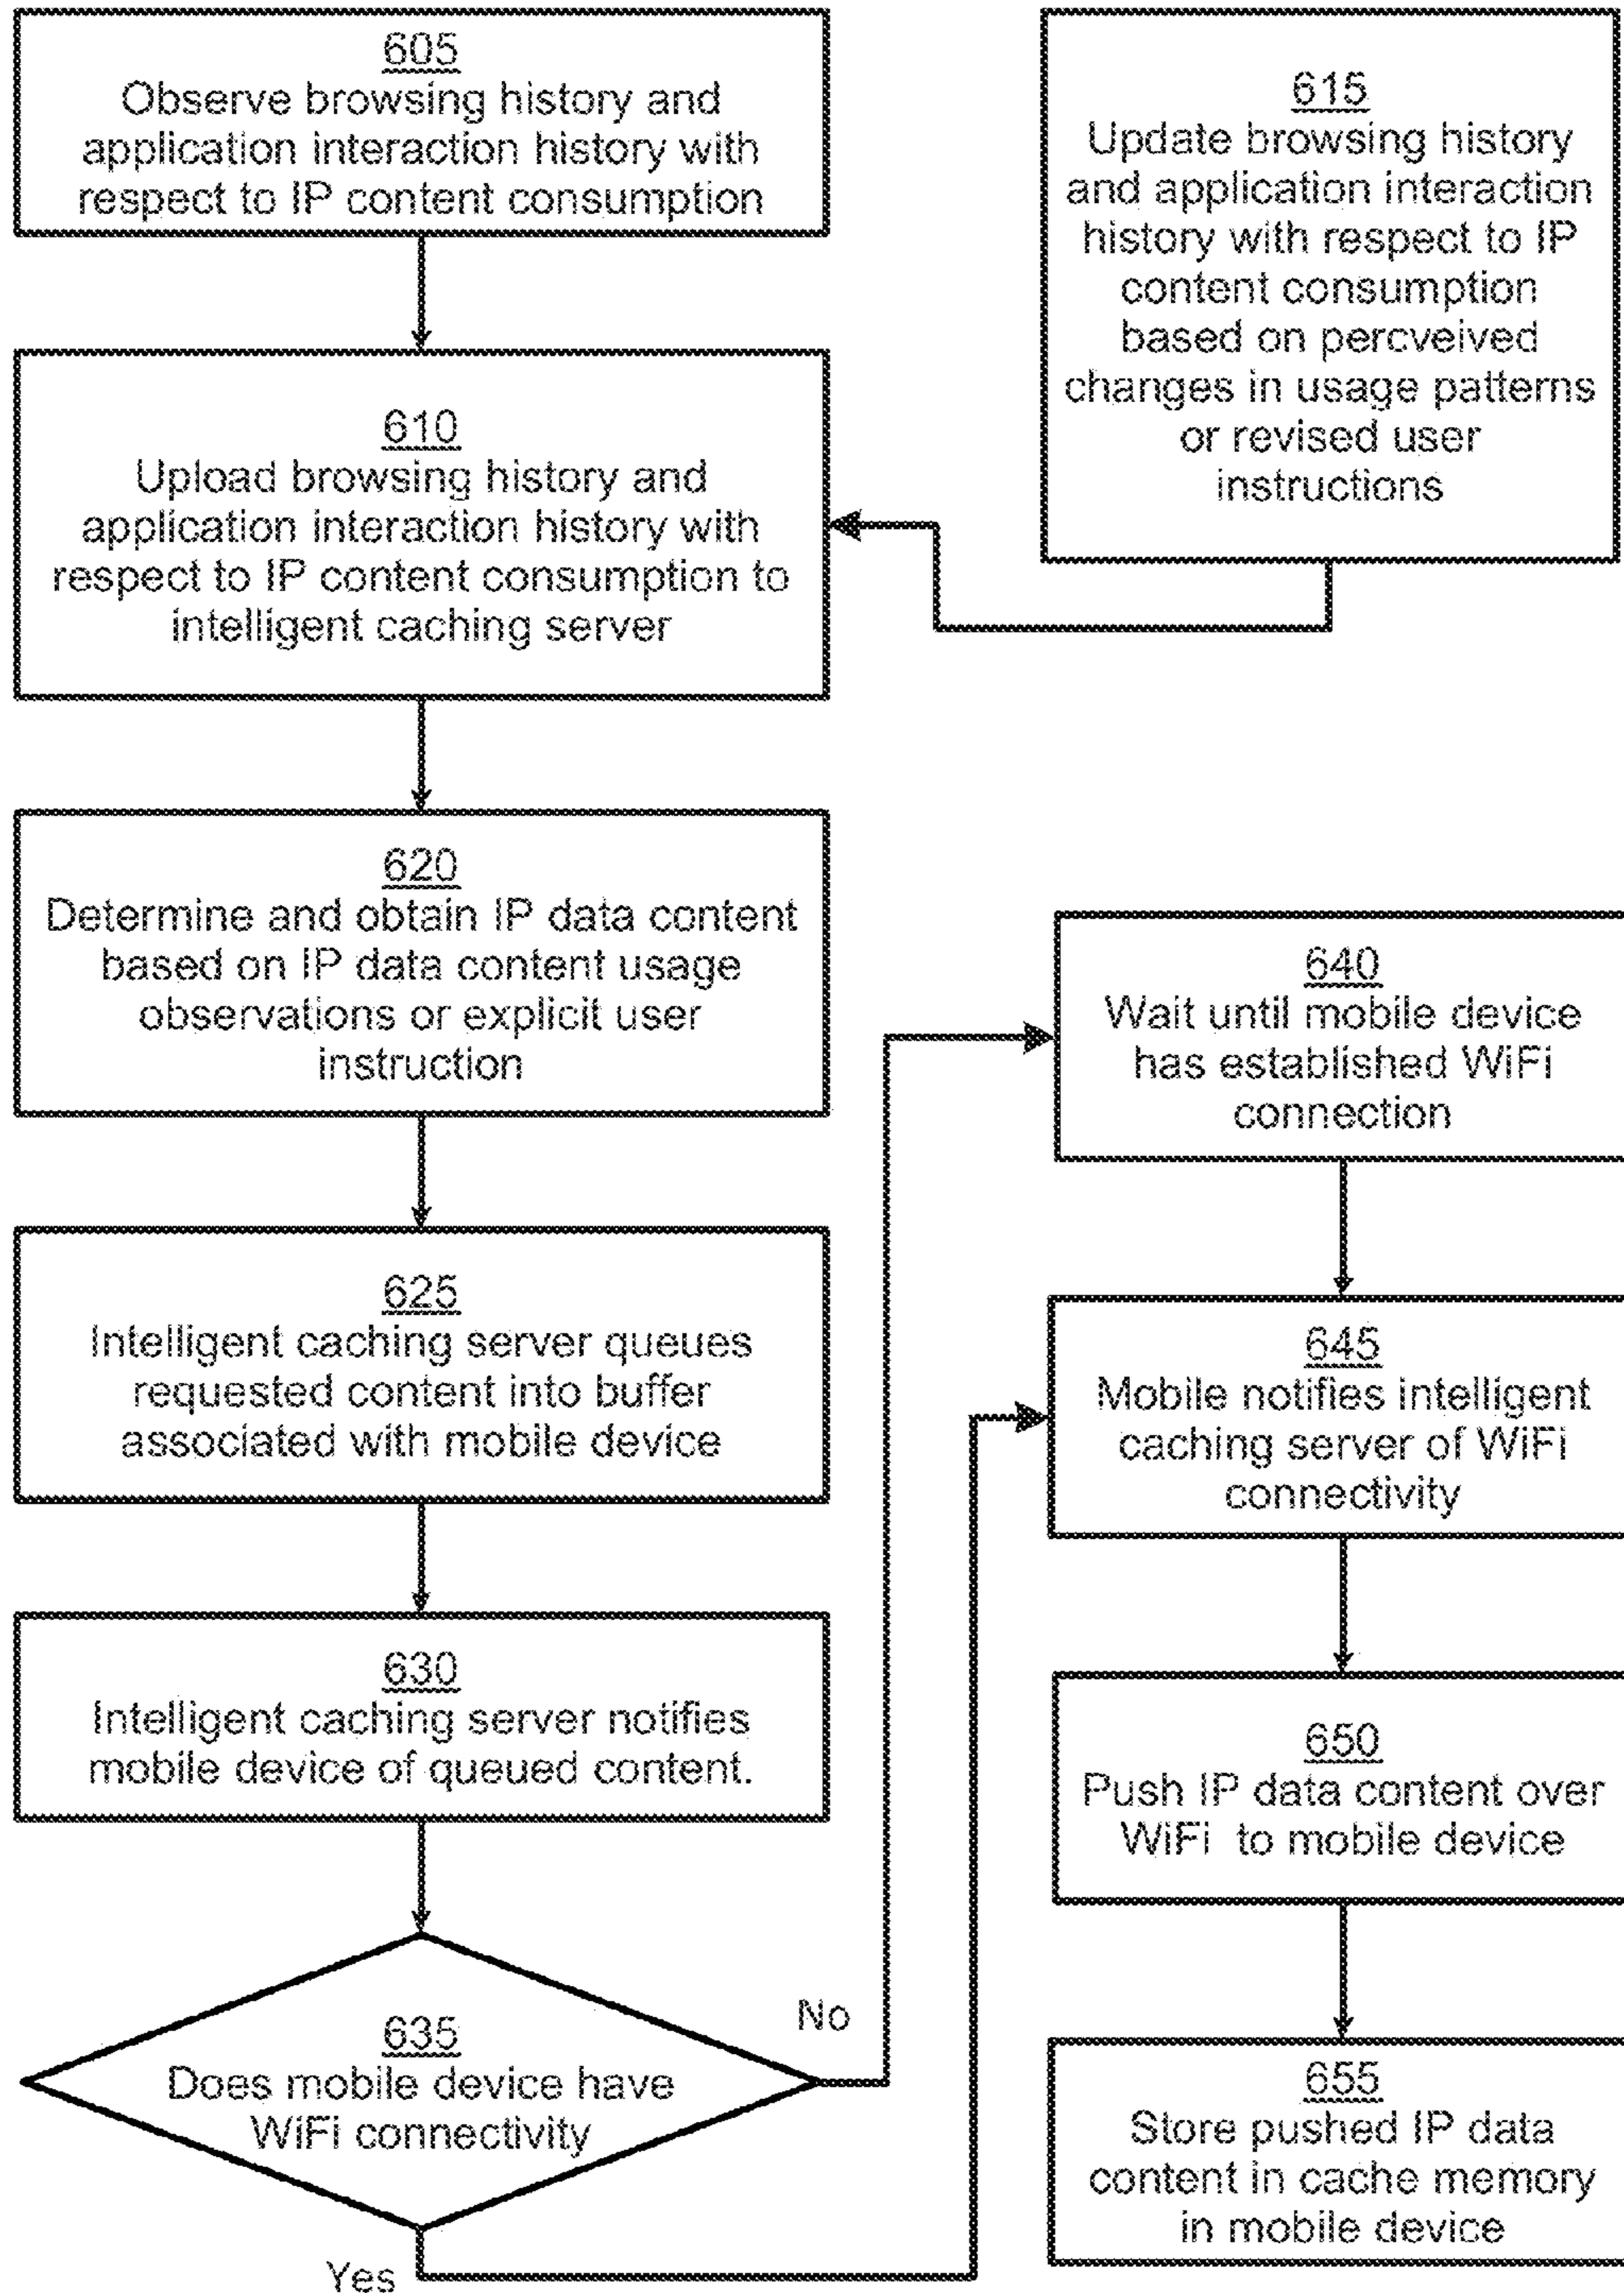 605
Observe browsing history and
application interaction history with
respect to IP content consumption
615
Update browsing history
and application interaction
history with respect to IP
content consumption
based on percveived
changes in usage patterns
or revised user
instructions
610
Upload browsing history and
application interaction history with
respect to IP content consumption to
intelligent caching server
620
Determine and obtain IP data content
based on IP data content usage
observations or explicit user
instruction
625
Intelligent caching server queues
requested content into buffer
associated with mobile device
630
Intelligent caching server notifies
mobile device of queued content.
635
Does mobile device have
WiFi connectivity
No
Yes
640
Wait until mobile device
has established WiFi
connection
645
Mobile notifies intelligent
caching server of WiFi
connectivity
650
Push IP data content over
WiFi to mobile device
655
Store pushed IP data
content in cache memory
in mobile device